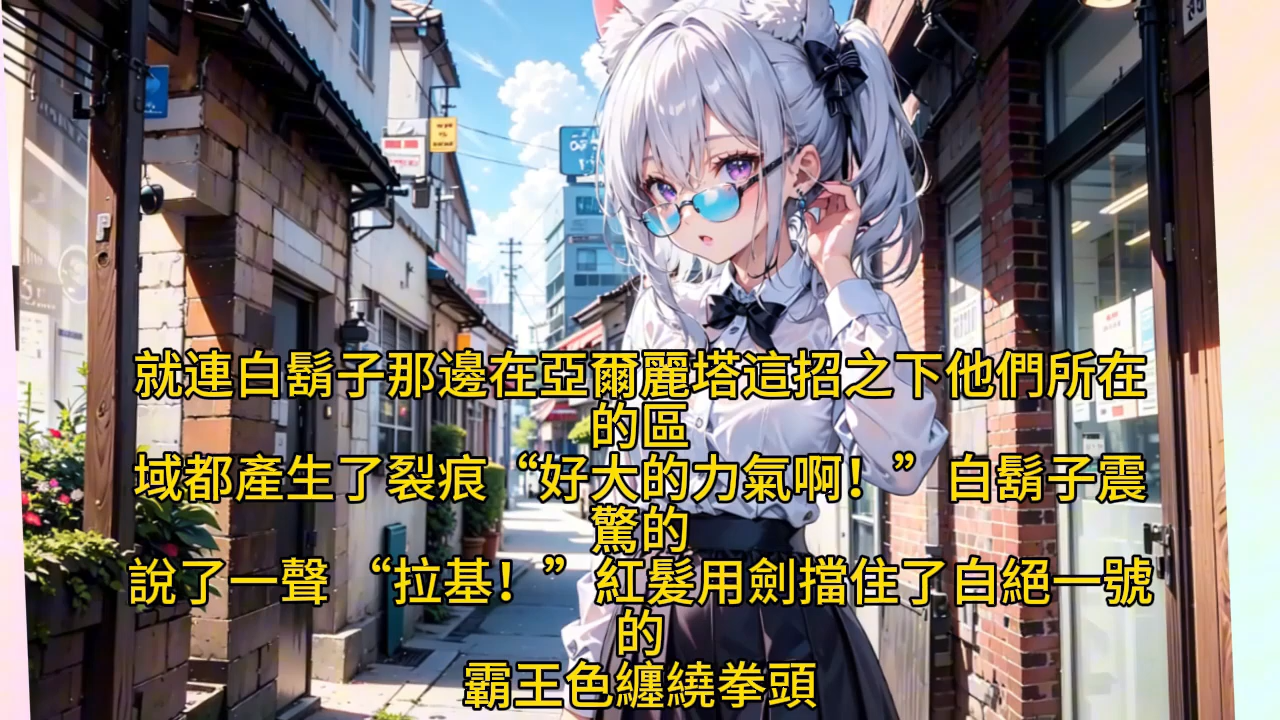 就連白鬍子那邊在亞爾麗塔這招之下他們所在
的區
域都產生了裂痕“好大的力氣啊！” 白鬍子震
驚的
說了一聲 “拉基！”紅髮用劍擋住了白絕一號
的
霸王色纏繞拳頭